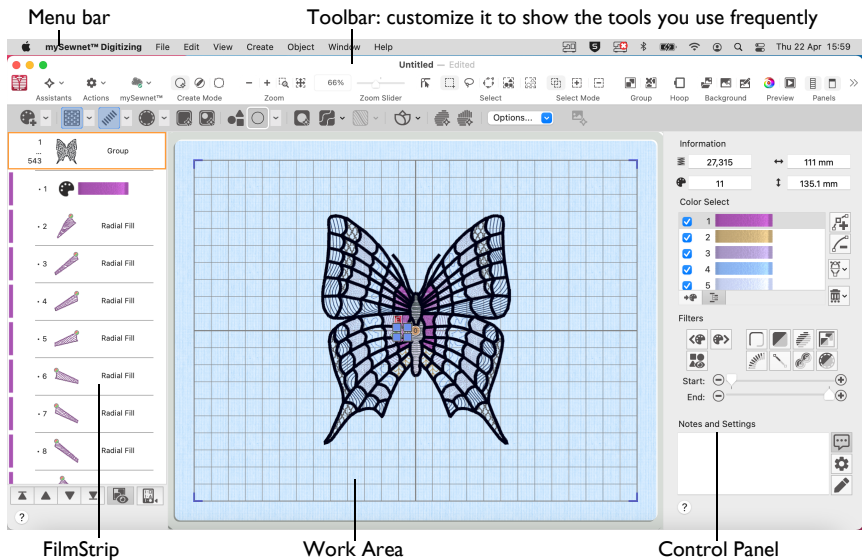 Menu bar
Toolbar: customize it to show the tools you use frequently
mySewnet™ Digitizing File Edit View Create Object Window Help
Thu 22 Apr 15:59
Untitled — Edited
66%
Assistants Actions mySewnet™ Create Mode Zoom Zoom Slider Select Select Mode Group Hoop Background Preview Panels
Options...
1
...
543
Group
1
2 Radial Fill
3 Radial Fill
4 Radial Fill
5 Radial Fill
6 Radial Fill
7 Radial Fill
8 Radial Fill
?
Information
27,315 111 mm
11 135.1 mm
Color Select
1
2
3
4
5
Filters
Start:
End:
Notes and Settings
?
FilmStrip
Work Area
Control Panel